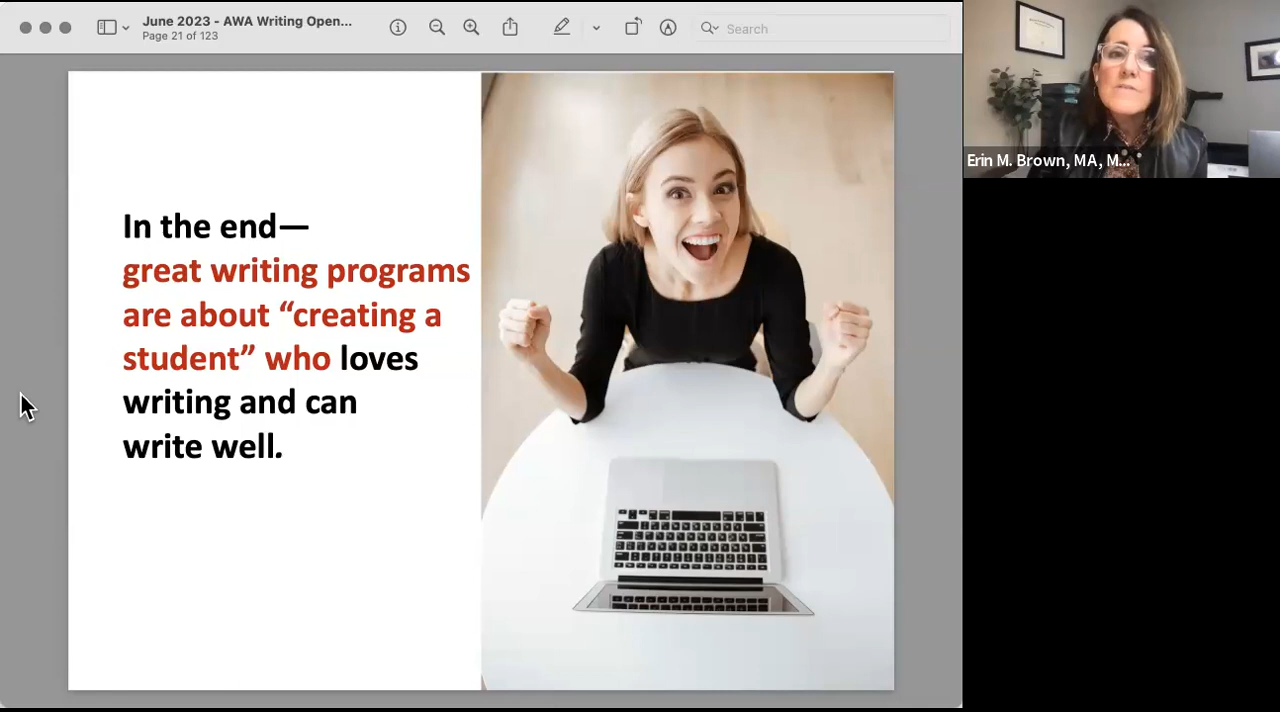 June 2023 - AWA Writing Open...
Page 21 of 123
Search
In the end—
great writing programs
are about “creating a
student” who loves
writing and can
write well.
Erin M. Brown, MA, M...